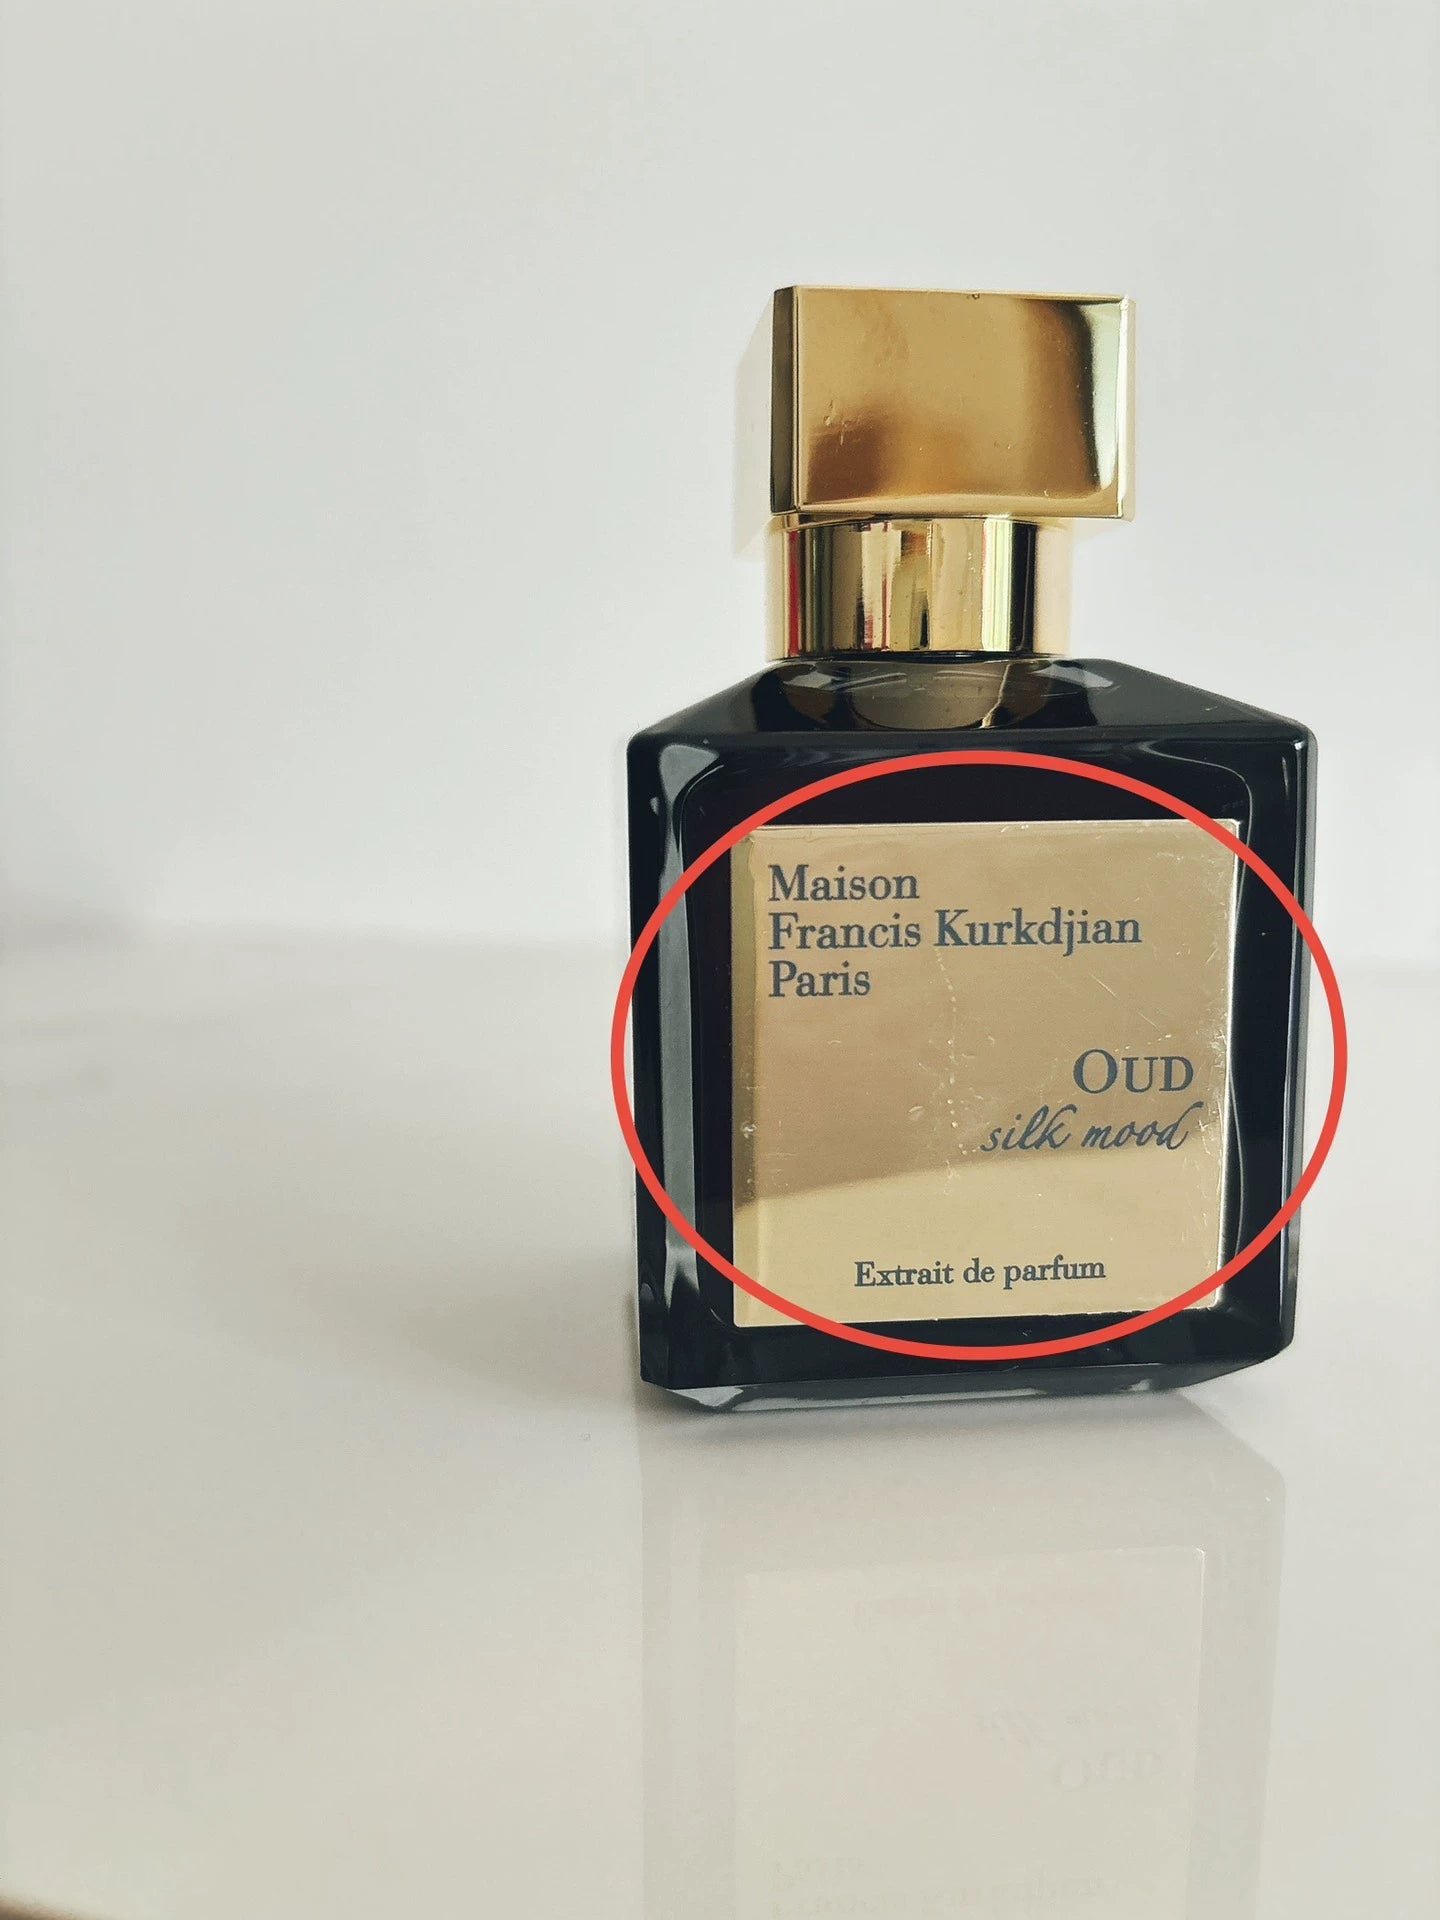 Maison
Francis Kurkdjian
Paris
OUD
silk mood
Extrait de parfum